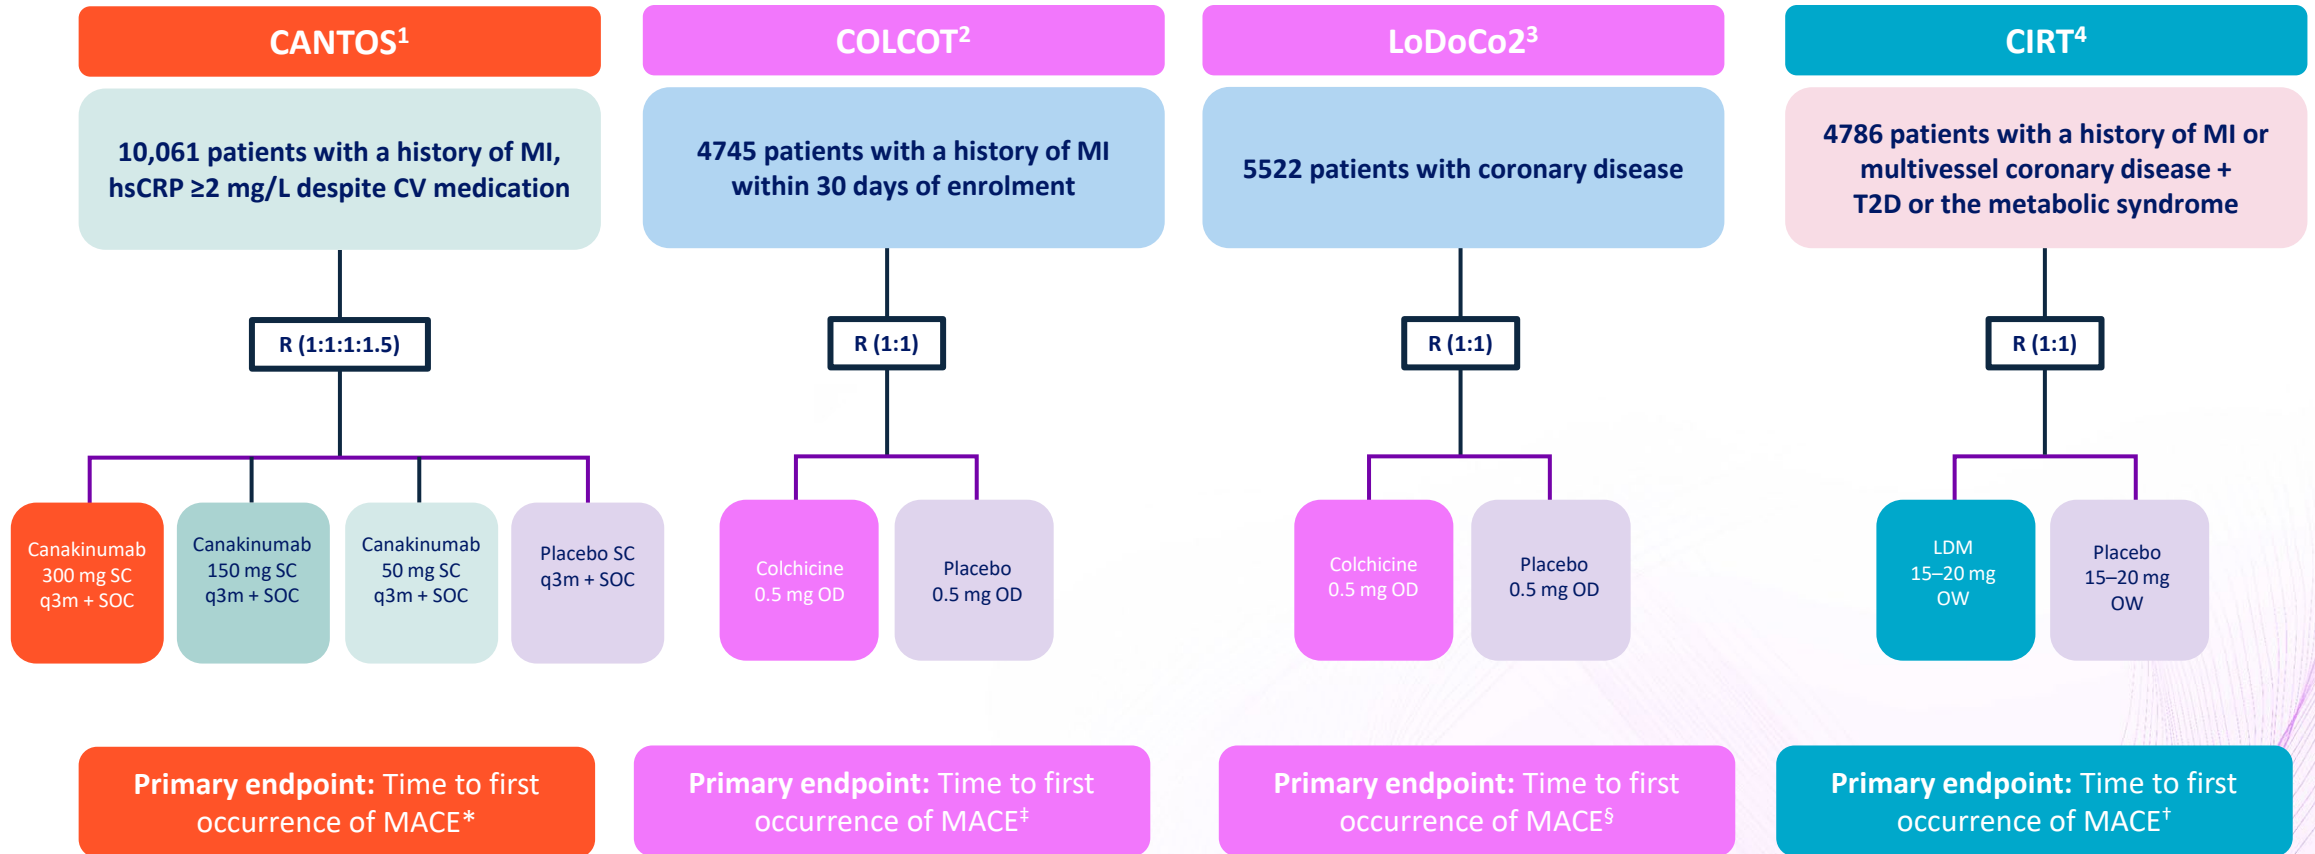 CANTOS¹
10,061 patients with a history of MI,
hsCRP ≥2 mg/L despite CV medication
R (1:1:1:1.5)
Canakinumab
300 mg SC
q3m + SOC
Canakinumab
150 mg SC
q3m + SOC
Canakinumab
50 mg SC
q3m + SOC
Placebo SC
q3m + SOC
Primary endpoint: Time to first
occurrence of MACE*
COLCOT²
4745 patients with a history of MI
within 30 days of enrolment
R (1:1)
Colchicine
0.5 mg OD
Placebo
0.5 mg OD
Primary endpoint: Time to first
occurrence of MACE‡
LoDoCo2³
5522 patients with coronary disease
R (1:1)
Colchicine
0.5 mg OD
Placebo
0.5 mg OD
Primary endpoint: Time to first
occurrence of MACE§
CIRT⁴
4786 patients with a history of MI or
multivessel coronary disease +
T2D or the metabolic syndrome
R (1:1)
LDM
15–20 mg
OW
Placebo
15–20 mg
OW
Primary endpoint: Time to first
occurrence of MACE†